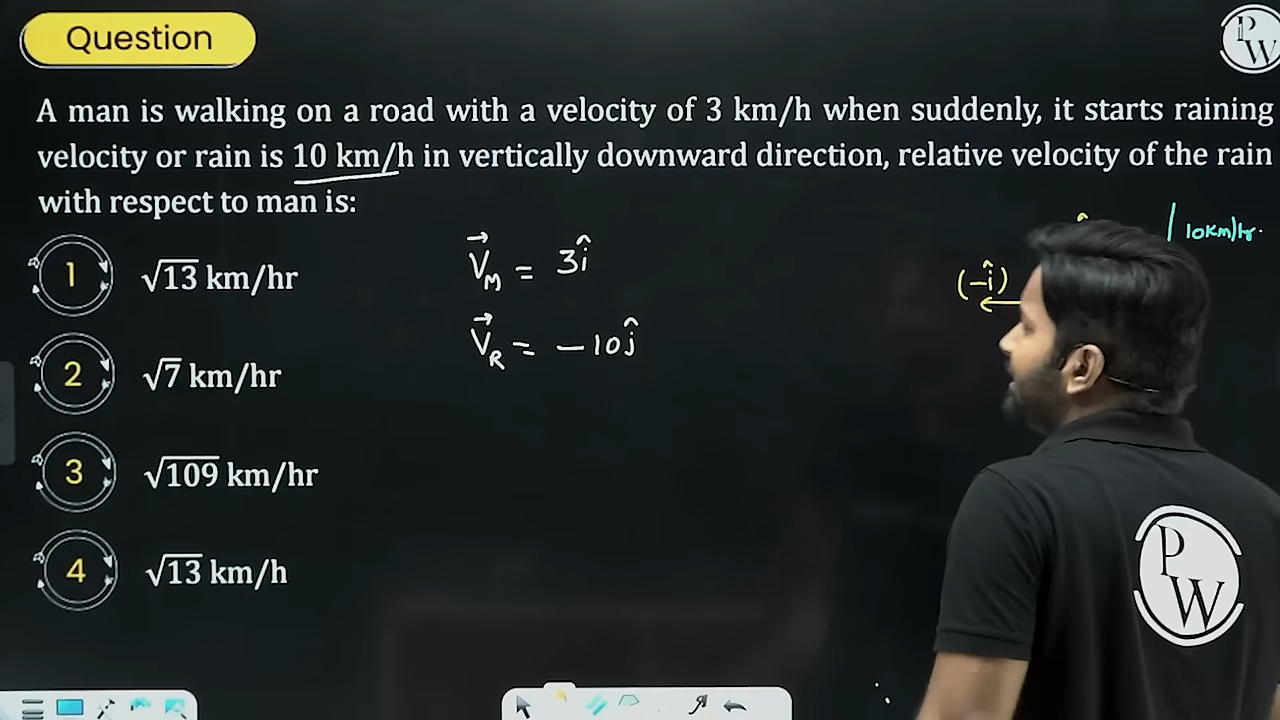 Question
P W
A man is walking on a road with a velocity of 3 km/h when suddenly, it starts raining
velocity or rain is 10 km/h in vertically downward direction, relative velocity of the rain
with respect to man is:
1 √13 km/hr
2 √7 km/hr
3 √109 km/hr
4 √13 km/h
V⃗_M = 3î
V⃗_R = −10ĵ
10Km/hr.
(−î)
P W